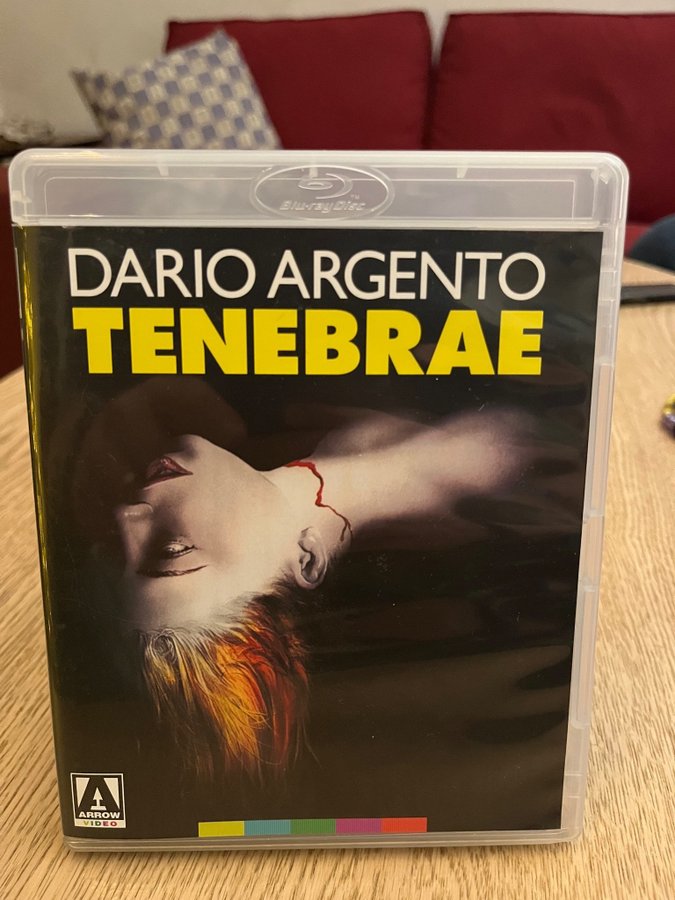 Blu-ray Disc
DARIO ARGENTO
TENEBRAE
ARROW
VIDEO